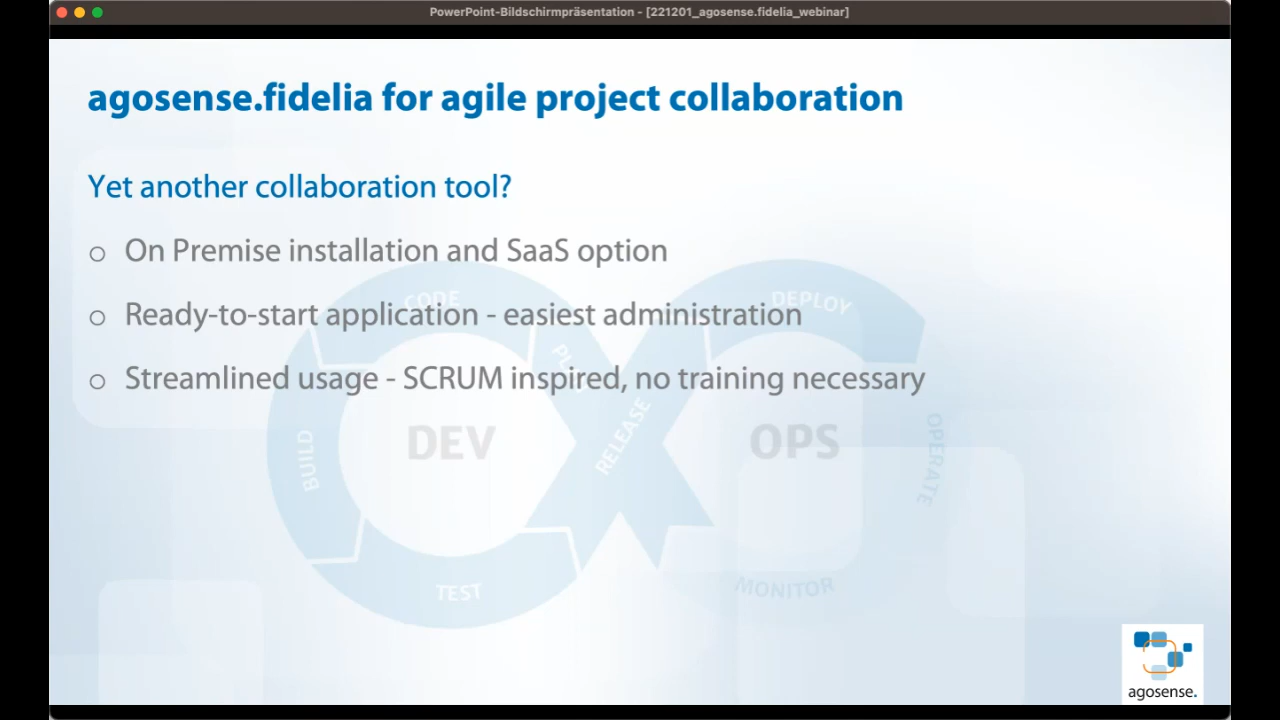 PowerPoint-Bildschirmpräsentation - [221201_agosense.fidelia_webinar]
agosense.fidelia for agile project collaboration
Yet another collaboration tool?
o On Premise installation and SaaS option
o Ready-to-start application - easiest administration
o Streamlined usage - SCRUM inspired, no training necessary
CODE
DEPLOY
PLAN
RELEASE
DEV
OPS
BUILD
OPERATE
TEST
MONITOR
agosense.